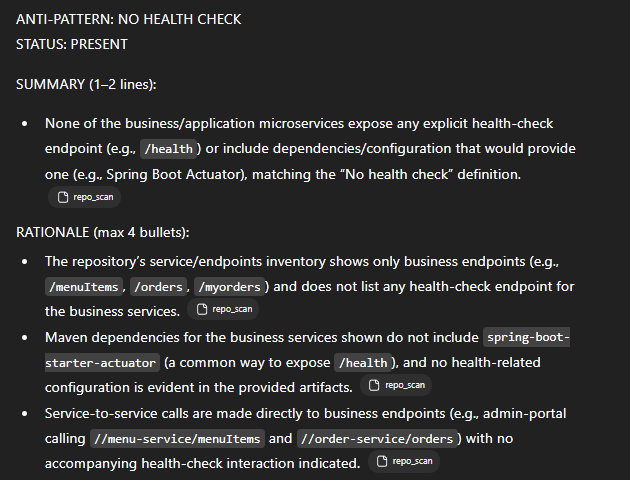 ANTI-PATTERN: NO HEALTH CHECK
STATUS: PRESENT
SUMMARY (1–2 lines):
• None of the business/application microservices expose any explicit health-check
endpoint (e.g., /health) or include dependencies/configuration that would provide
one (e.g., Spring Boot Actuator), matching the “No health check” definition.
repo_scan
RATIONALE (max 4 bullets):
• The repository’s service/endpoints inventory shows only business endpoints (e.g.,
/menuItems, /orders, /myorders) and does not list any health-check endpoint for
the business services. repo_scan
• Maven dependencies for the business services shown do not include spring-boot-
starter-actuator (a common way to expose /health), and no health-related
configuration is evident in the provided artifacts. repo_scan
• Service-to-service calls are made directly to business endpoints (e.g., admin-portal
calling //menu-service/menuItems and //order-service/orders) with no
accompanying health-check interaction indicated. repo_scan